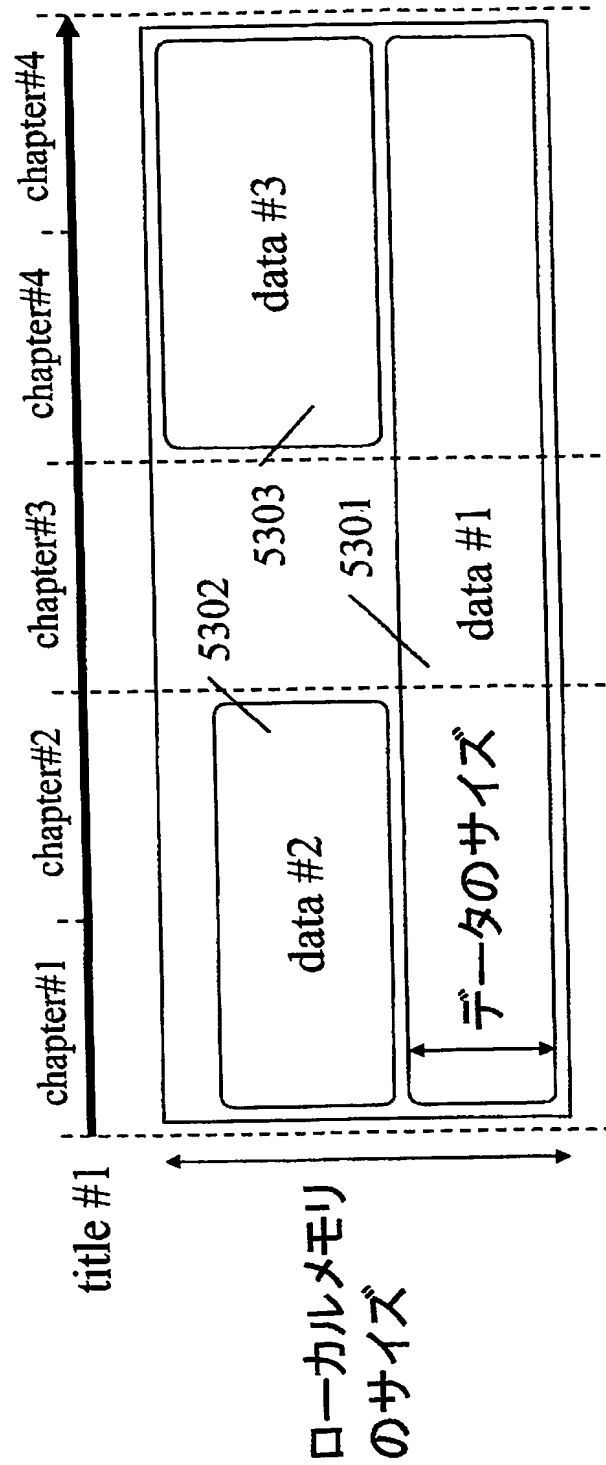 title #1
chapter#1
chapter#2
chapter#3
chapter#4
chapter#4
ローカルメモリ
のサイズ
data #2
5302
5303
data #3
5301
データのサイズ
data #1